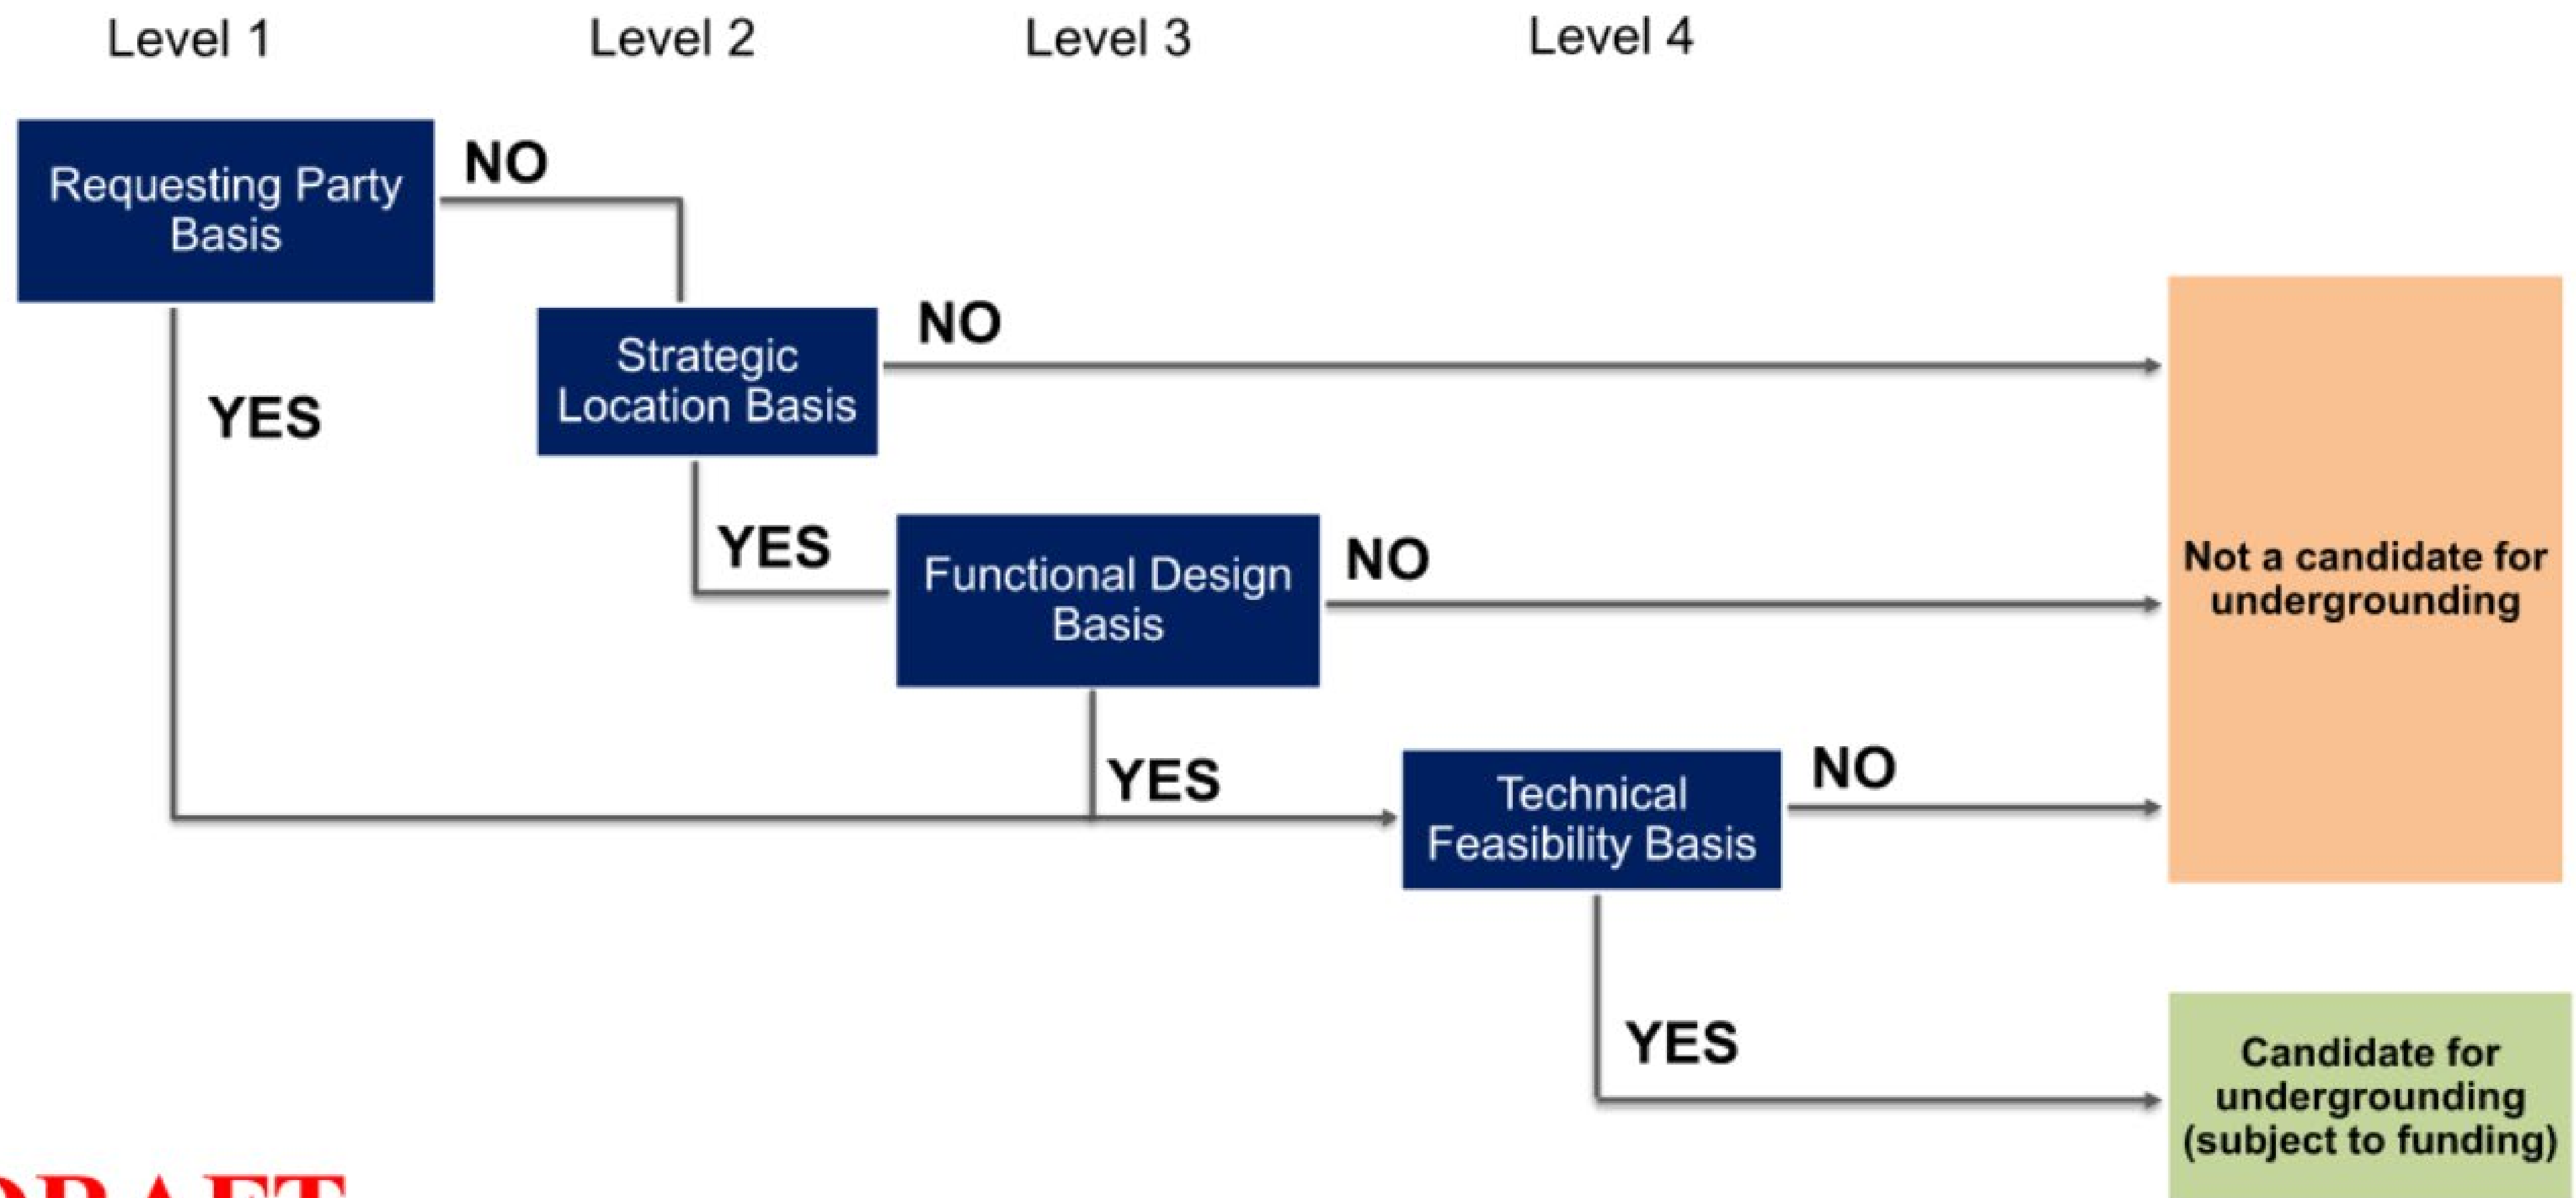 Level 1
Level 2
Level 3
Level 4
Requesting Party
Basis
NO
YES
Strategic
Location Basis
NO
YES
Functional Design
Basis
NO
YES
Technical
Feasibility Basis
NO
YES
Not a candidate for
undergrounding
Candidate for
undergrounding
(subject to funding)
DRAFT